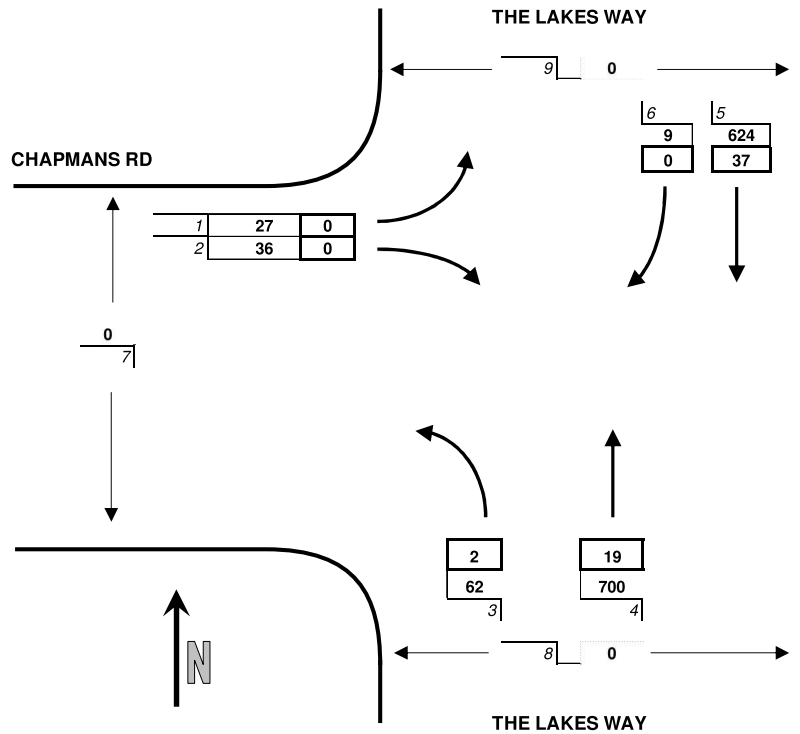 THE LAKES WAY
9 0
6 5
9 624
0 37
CHAPMANS RD
1 27 0
2 36 0
0
7
2 19
62 700
3 4
N
8 0
THE LAKES WAY